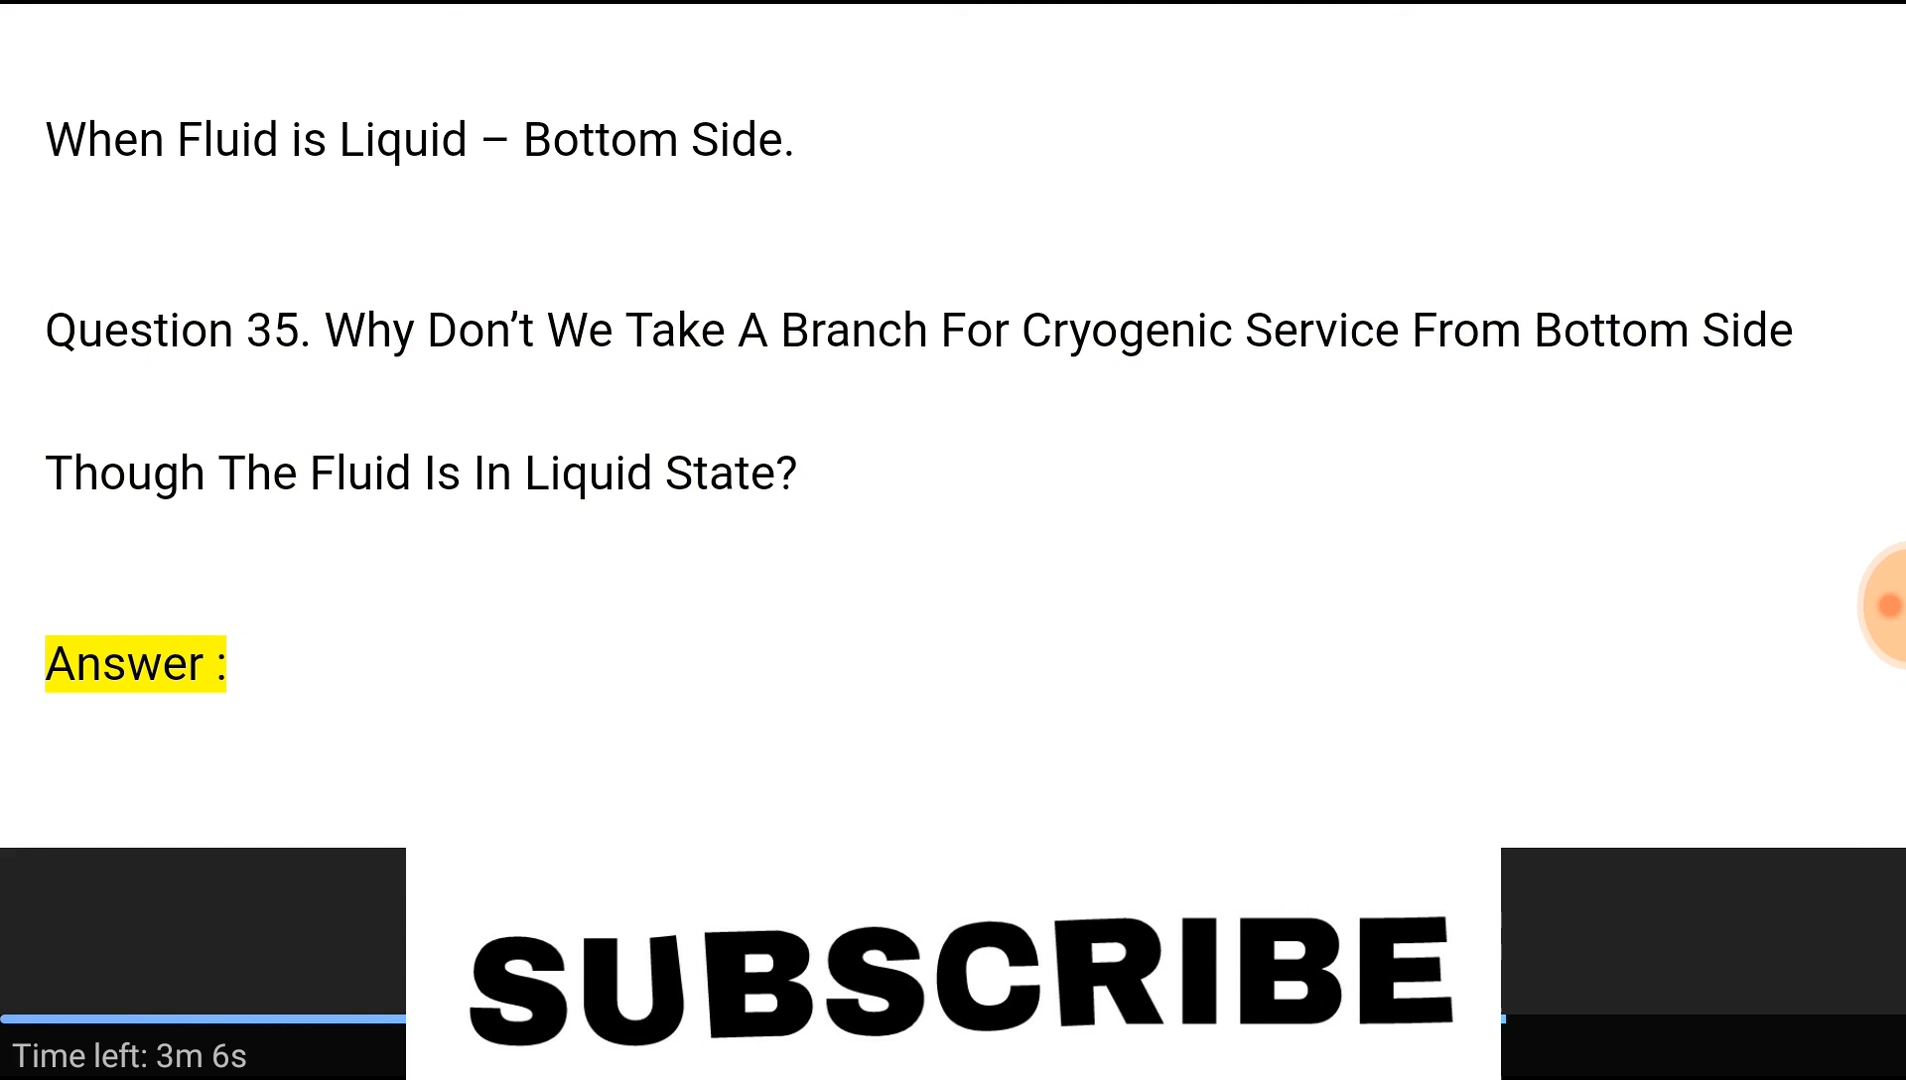 When Fluid is Liquid – Bottom Side.
Question 35. Why Don’t We Take A Branch For Cryogenic Service From Bottom Side
Though The Fluid Is In Liquid State?
Answer :
SUBSCRIBE
Time left: 3m 6s